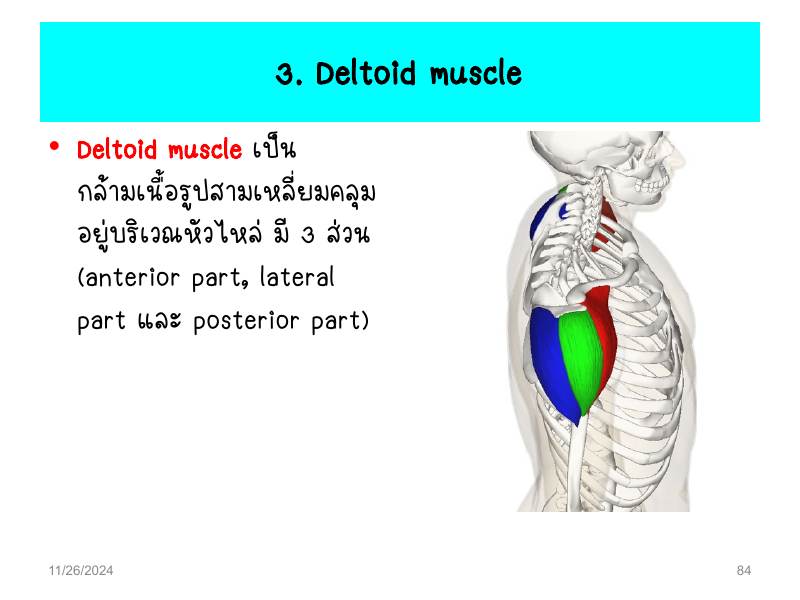 3. Deltoid muscle
• Deltoid muscle เป็น
กล้ามเนื้อรูปสามเหลี่ยมคลุม
อยู่บริเวณหัวไหล่ มี 3 ส่วน
(anterior part, lateral
part และ posterior part)
11/26/2024
84